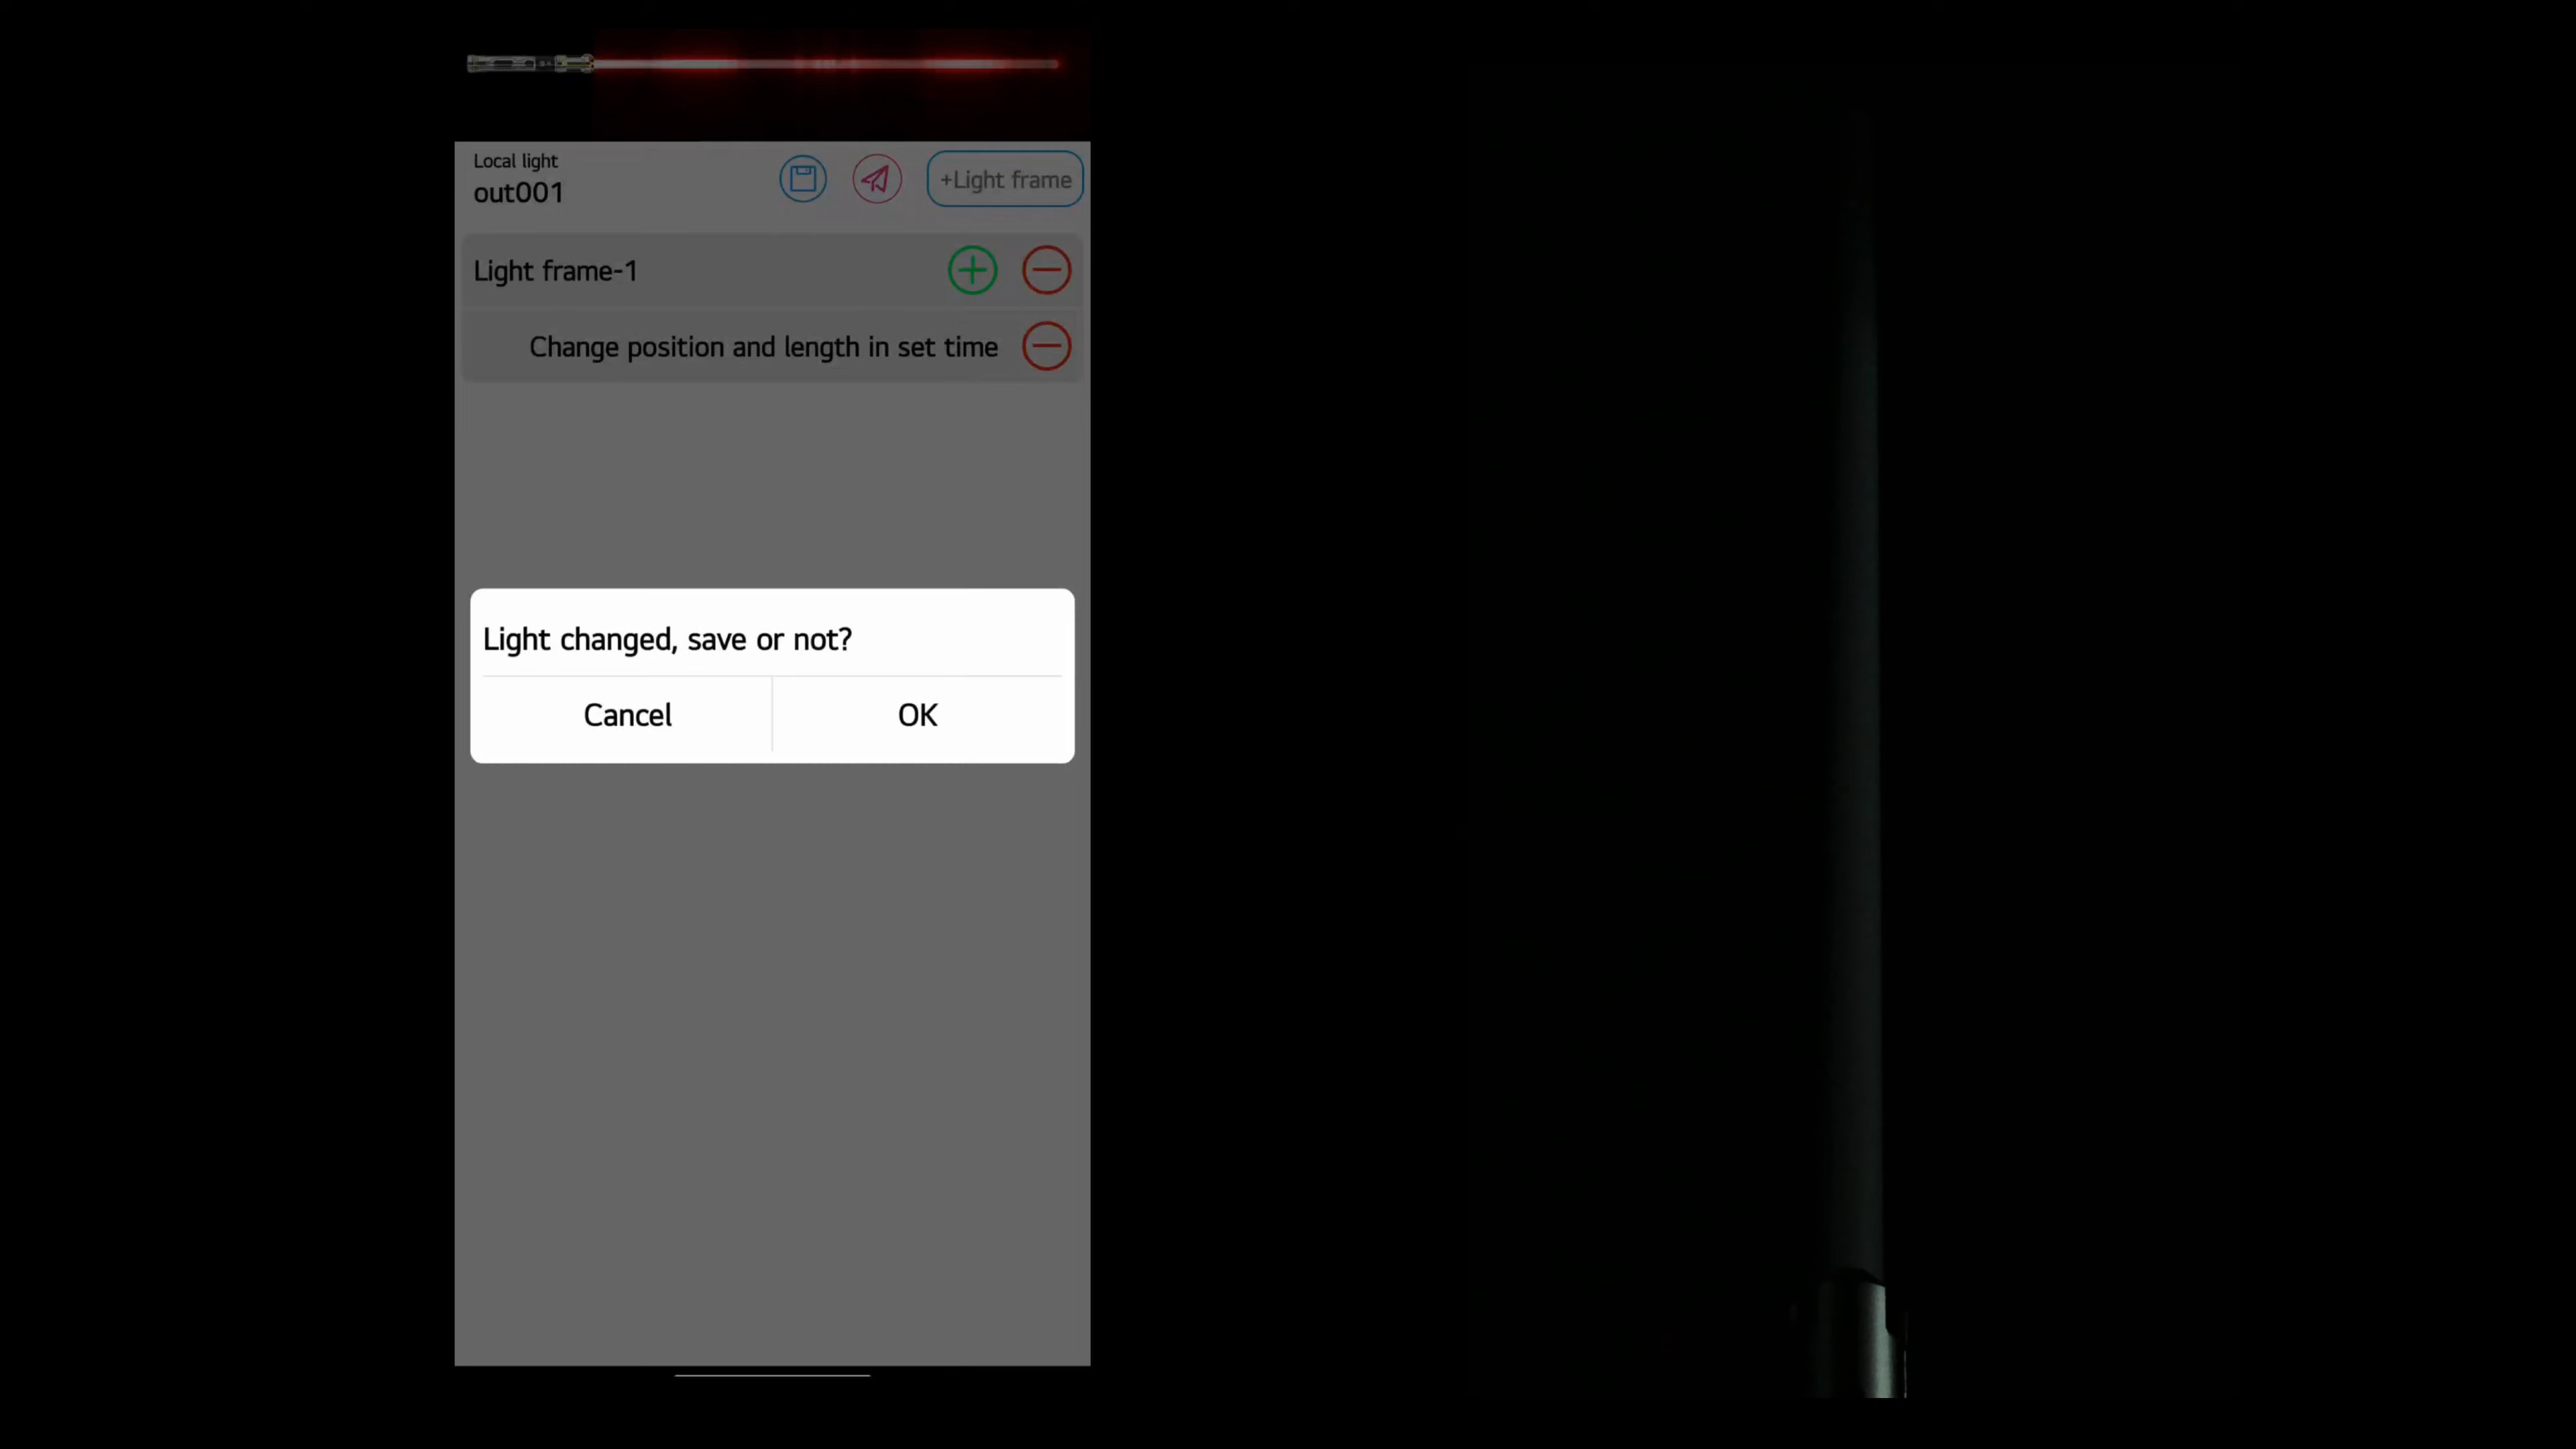 Local light
out001
+Light frame
Light frame-1
Change position and length in set time
Light changed, save or not?
Cancel
OK